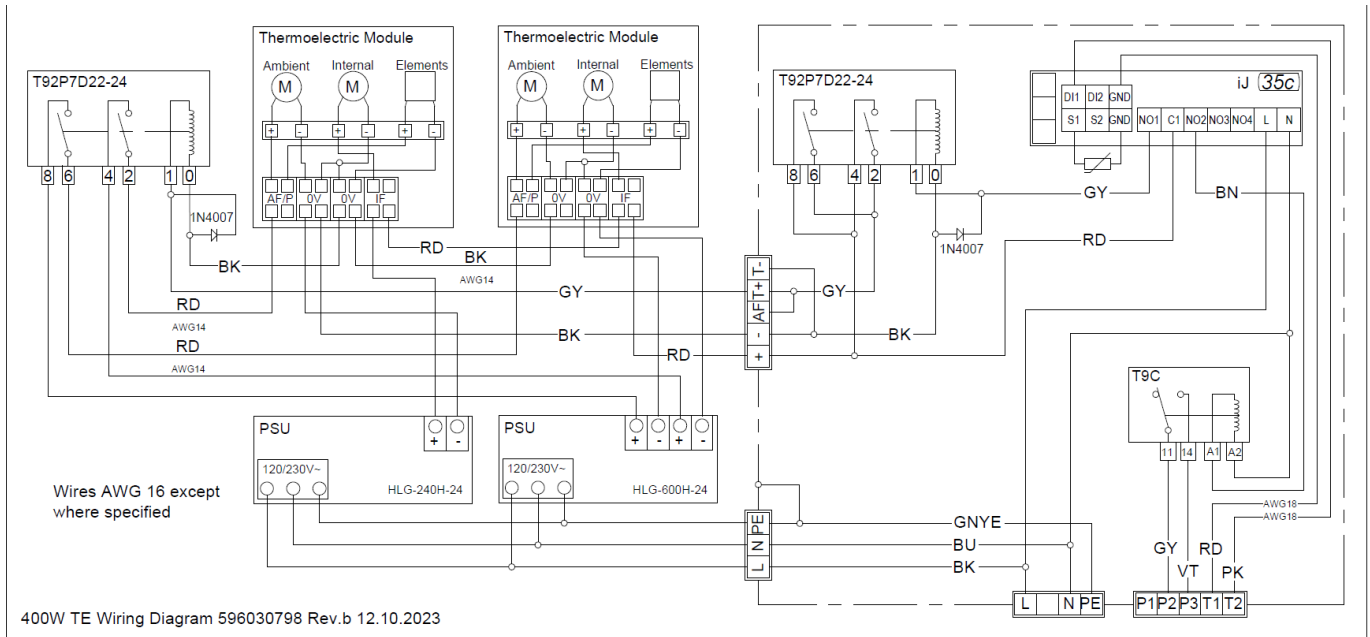 Thermoelectric Module
Ambient Internal Elements
M M
+ - + - + -
AF/P 0V 0V IF
Thermoelectric Module
Ambient Internal Elements
M M
+ - + - + -
AF/P 0V 0V IF
T92P7D22-24
8 6 4 2 1 0
1N4007
T92P7D22-24
8 6 4 2 1 0
1N4007
iJ 35c
DI1 DI2 GND
S1 S2 GND
NO1 C1 NO2 NO3 NO4 L N
GY
BN
RD
RD
BK
BK
AWG14
RD
AWG14
RD
AWG14
GY
BK
RD
T-
T+
AF
-
+
GY
BK
T9C
11 14 A1 A2
PSU
+ -
120/230V~
HLG-240H-24
PSU
+ - + -
120/230V~
HLG-600H-24
Wires AWG 16 except
where specified
PE
N
L
GNYE
BU
BK
AWG18
AWG18
GY
RD
VT
PK
L N PE
P1 P2 P3 T1 T2
400W TE Wiring Diagram 596030798 Rev.b 12.10.2023